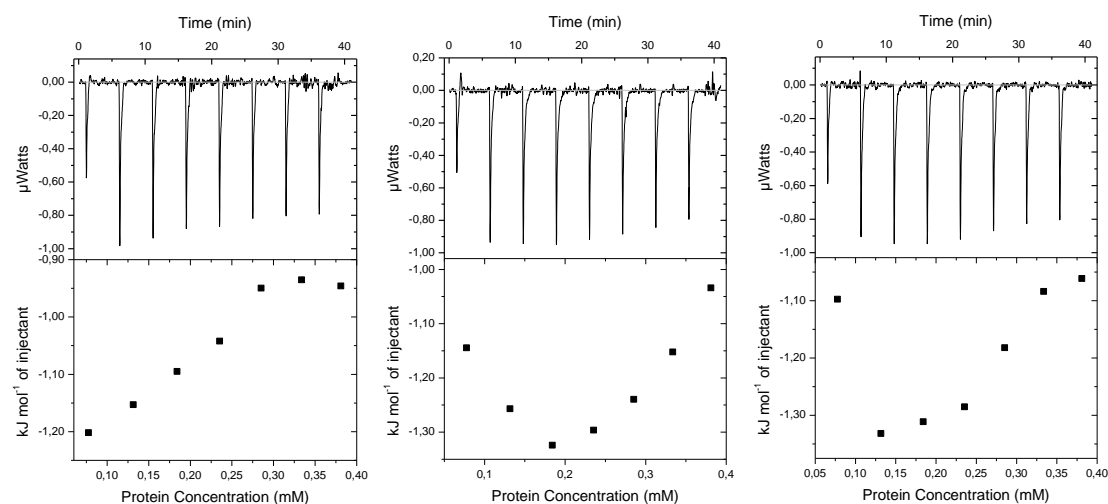 Time (min)
0 10 20 30 40
0,00
-0,20
-0,40
-0,60
-0,80
-1,00
µWatts
-0,90
-1,00
-1,10
-1,20
kJ mol⁻¹ of injectant
0,10 0,15 0,20 0,25 0,30 0,35 0,40
Protein Concentration (mM)
Time (min)
0 10 20 30 40
0,20
0,00
-0,20
-0,40
-0,60
-0,80
-1,00
µWatts
-1,00
-1,10
-1,20
-1,30
kJ mol⁻¹ of injectant
0,1 0,2 0,3 0,4
Protein Concentration (mM)
Time (min)
0 10 20 30 40
0,00
-0,20
-0,40
-0,60
-0,80
-1,00
µWatts
-1,10
-1,20
-1,30
kJ mol⁻¹ of injectant
0,05 0,10 0,15 0,20 0,25 0,30 0,35 0,40
Protein Concentration (mM)